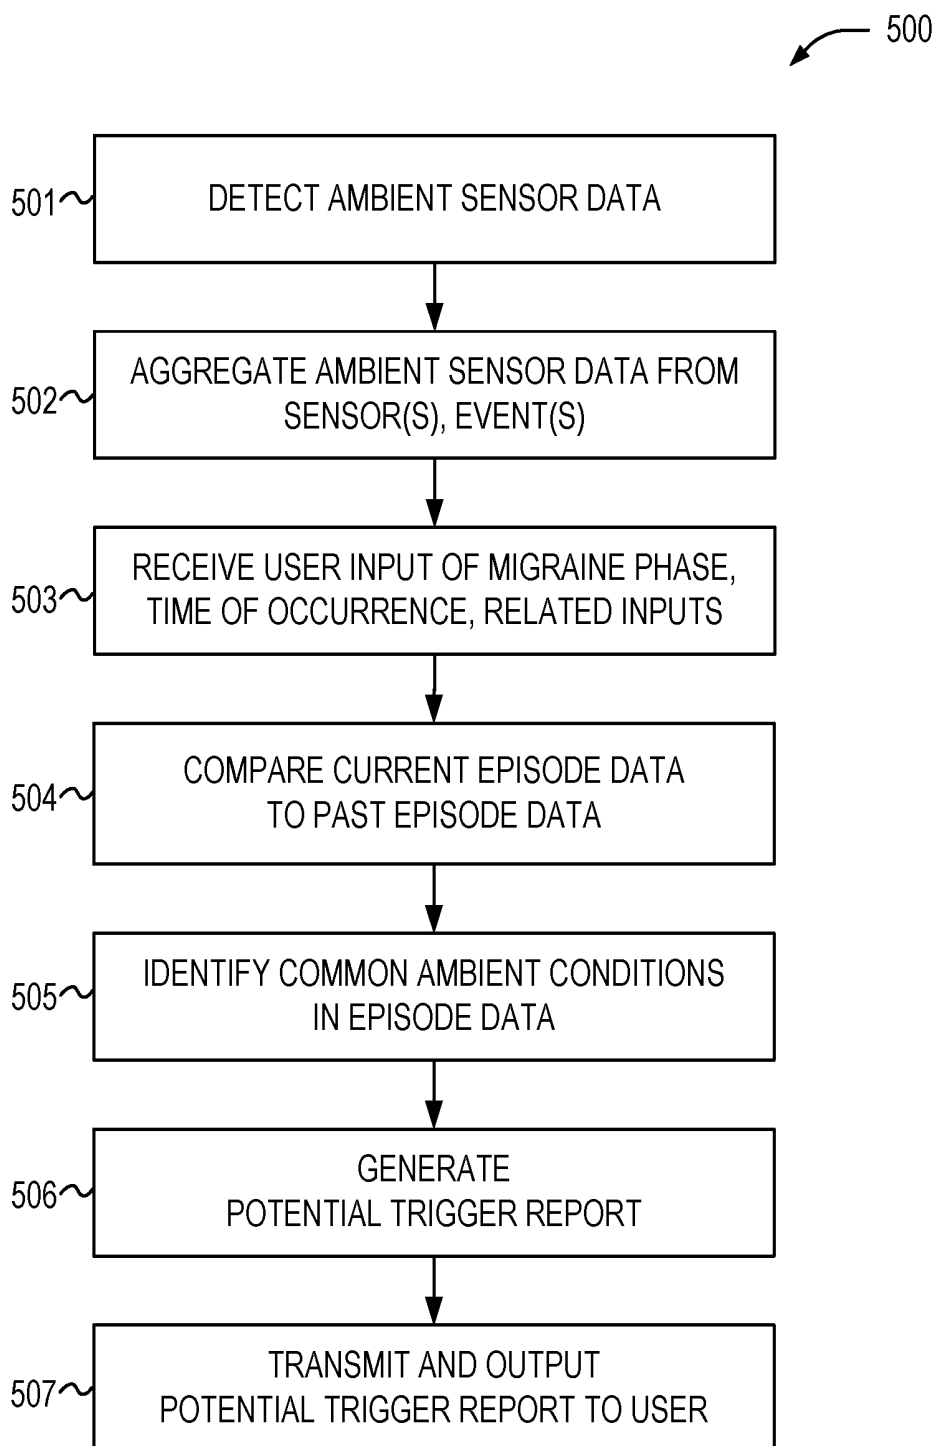 500
501
DETECT AMBIENT SENSOR DATA
502
AGGREGATE AMBIENT SENSOR DATA FROM
SENSOR(S), EVENT(S)
503
RECEIVE USER INPUT OF MIGRAINE PHASE,
TIME OF OCCURRENCE, RELATED INPUTS
504
COMPARE CURRENT EPISODE DATA
TO PAST EPISODE DATA
505
IDENTIFY COMMON AMBIENT CONDITIONS
IN EPISODE DATA
506
GENERATE
POTENTIAL TRIGGER REPORT
507
TRANSMIT AND OUTPUT
POTENTIAL TRIGGER REPORT TO USER